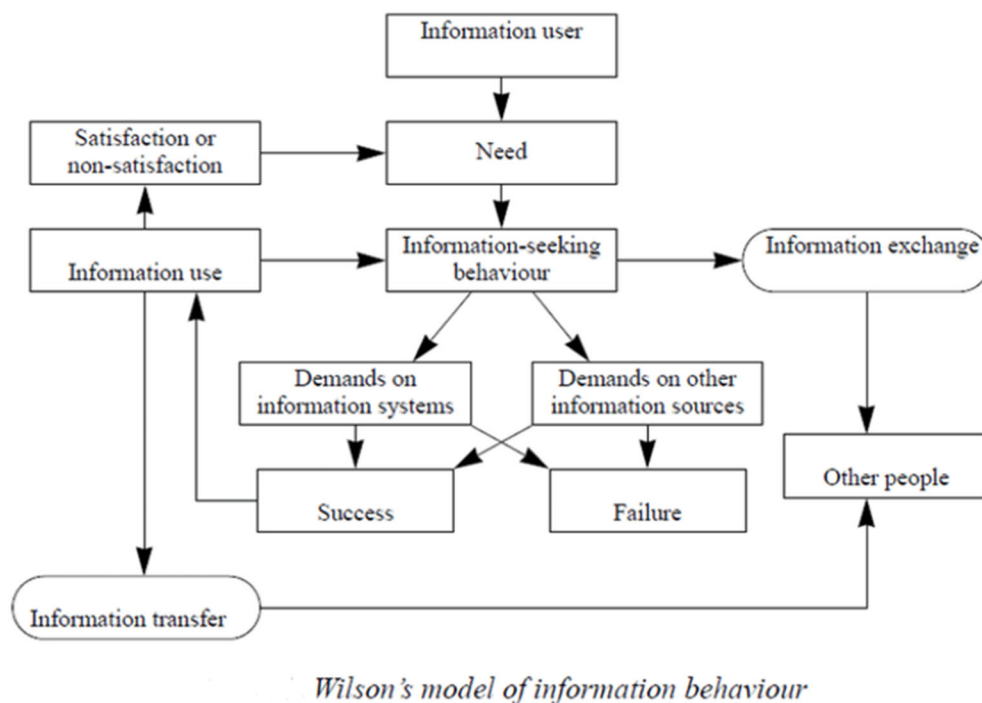 Information user
Satisfaction or
non-satisfaction
Need
Information use
Information-seeking
behaviour
Information exchange
Demands on
information systems
Demands on other
information sources
Success
Failure
Other people
Information transfer
Wilson's model of information behaviour